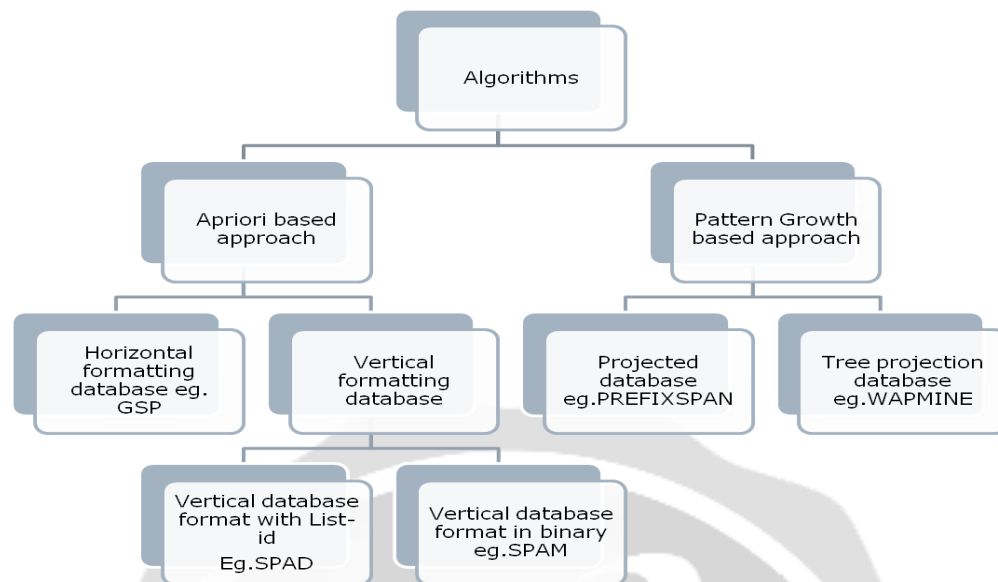 Algorithms
Apriori based
approach
Pattern Growth
based approach
Horizontal
formatting
database eg.
GSP
Vertical
formatting
database
Projected
database
eg.PREFIXSPAN
Tree projection
database
eg.WAPMINE
Vertical database
format with List-
id
Eg.SPAD
Vertical database
format in binary
eg.SPAM